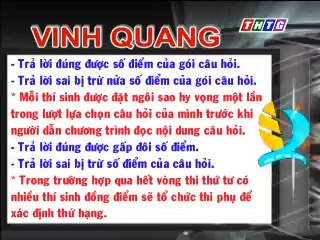 THTG
VINH QUANG
- Trả lời đúng được số điểm của gói câu hỏi.
- Trả lời sai bị trừ nửa số điểm của gói câu hỏi.
* Mỗi thí sinh được đặt ngôi sao hy vọng một lần
trong lượt lựa chọn câu hỏi của mình trước khi
người dẫn chương trình đọc nội dung câu hỏi.
- Trả lời đúng được gấp đôi số điểm.
- Trả lời sai bị trừ số điểm của câu hỏi.
* Trong trường hợp qua hết vòng thi thứ tư có
nhiều thí sinh đồng điểm sẽ tổ chức thi phụ để
xác định thứ hạng.